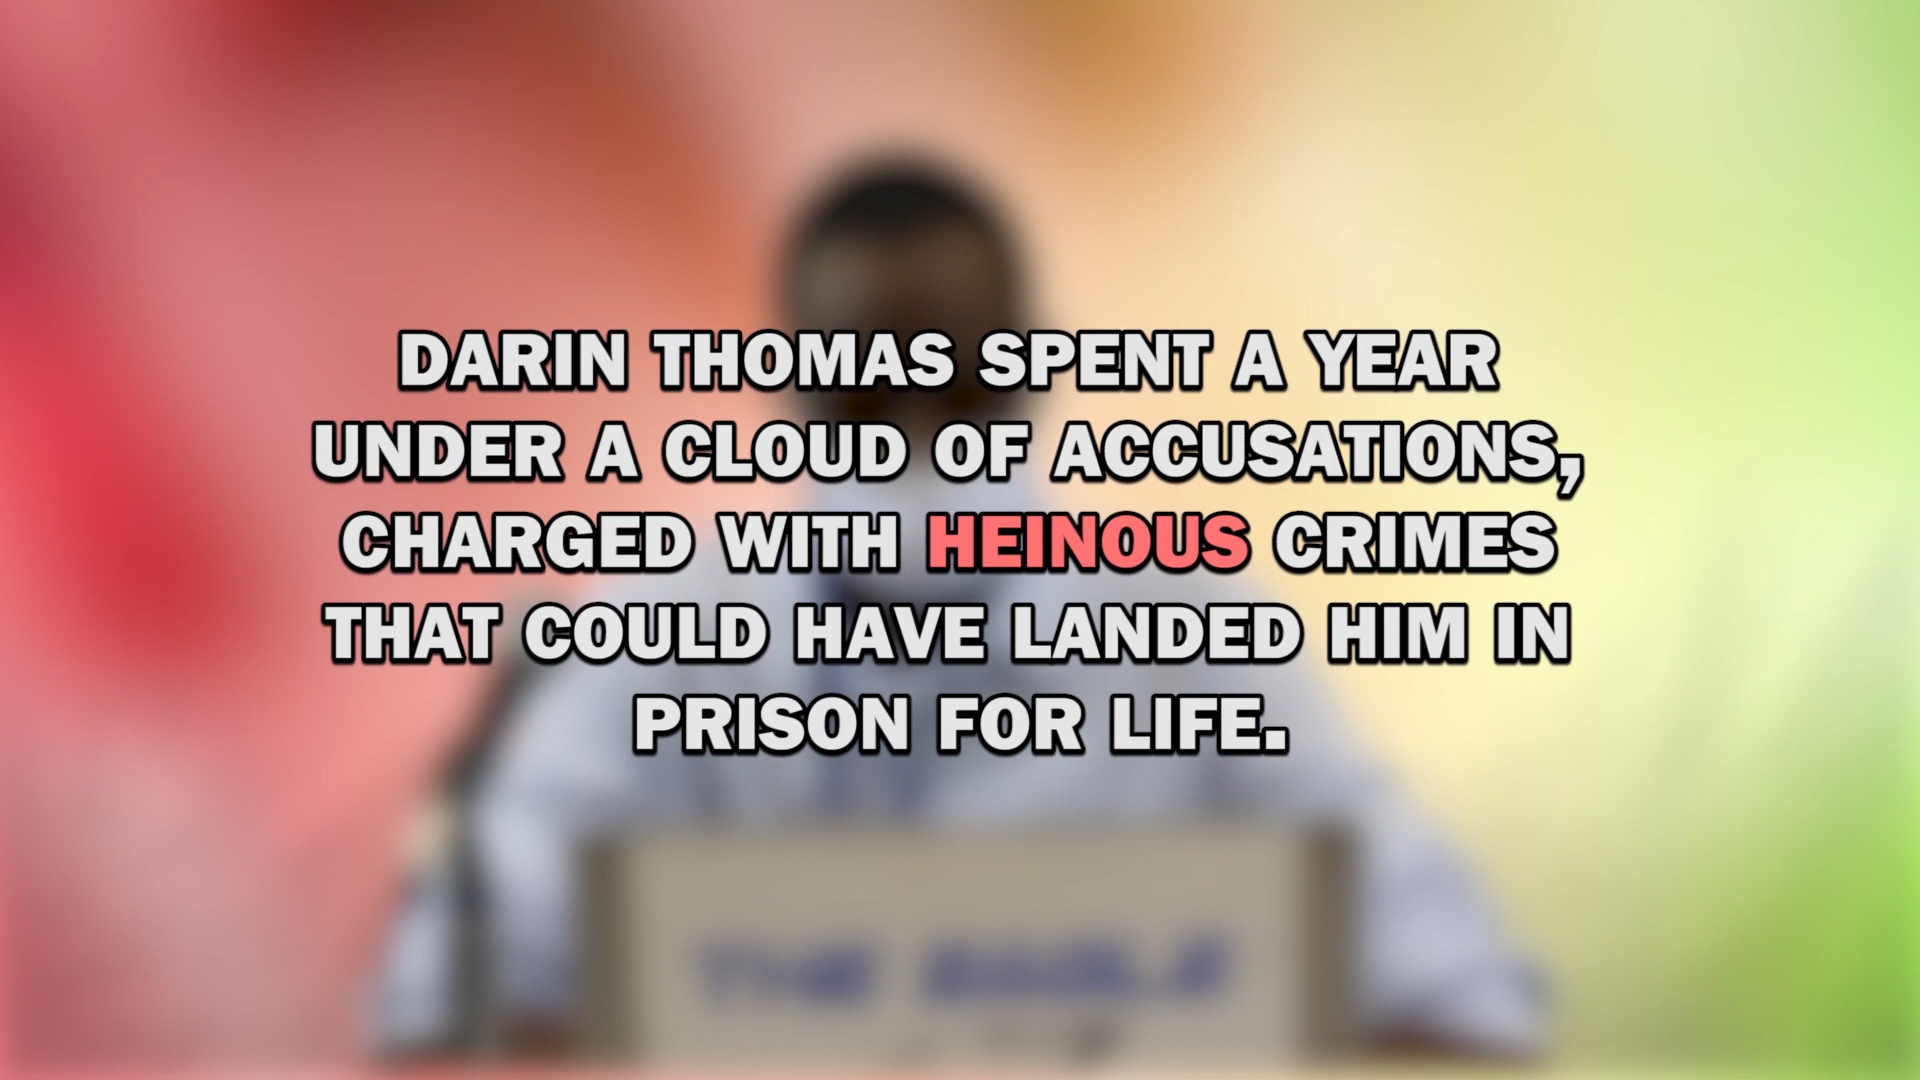 DARIN THOMAS SPENT A YEAR
UNDER A CLOUD OF ACCUSATIONS,
CHARGED WITH HEINOUS CRIMES
THAT COULD HAVE LANDED HIM IN
PRISON FOR LIFE.
THE